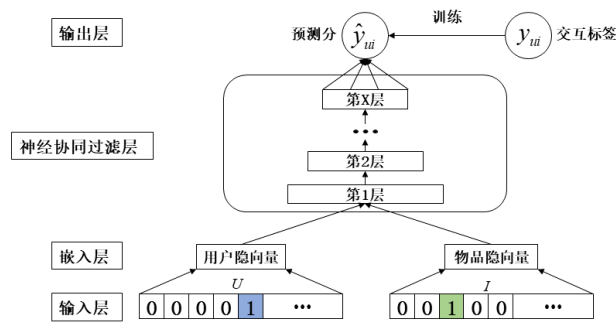 输出层 预测分 ŷui 训练 yui 交互标签
第X层
•••
神经协同过滤层
第2层
第1层
嵌入层 用户隐向量 物品隐向量
U I
输入层 0 0 0 0 1 ••• 0 0 1 0 0 •••